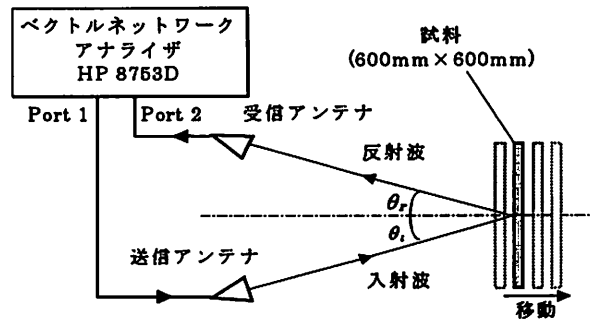 ベクトルネットワーク
アナライザ
HP 8753D
Port 1
Port 2
受信アンテナ
試料
(600mm×600mm)
反射波
θr
θi
送信アンテナ
入射波
移動